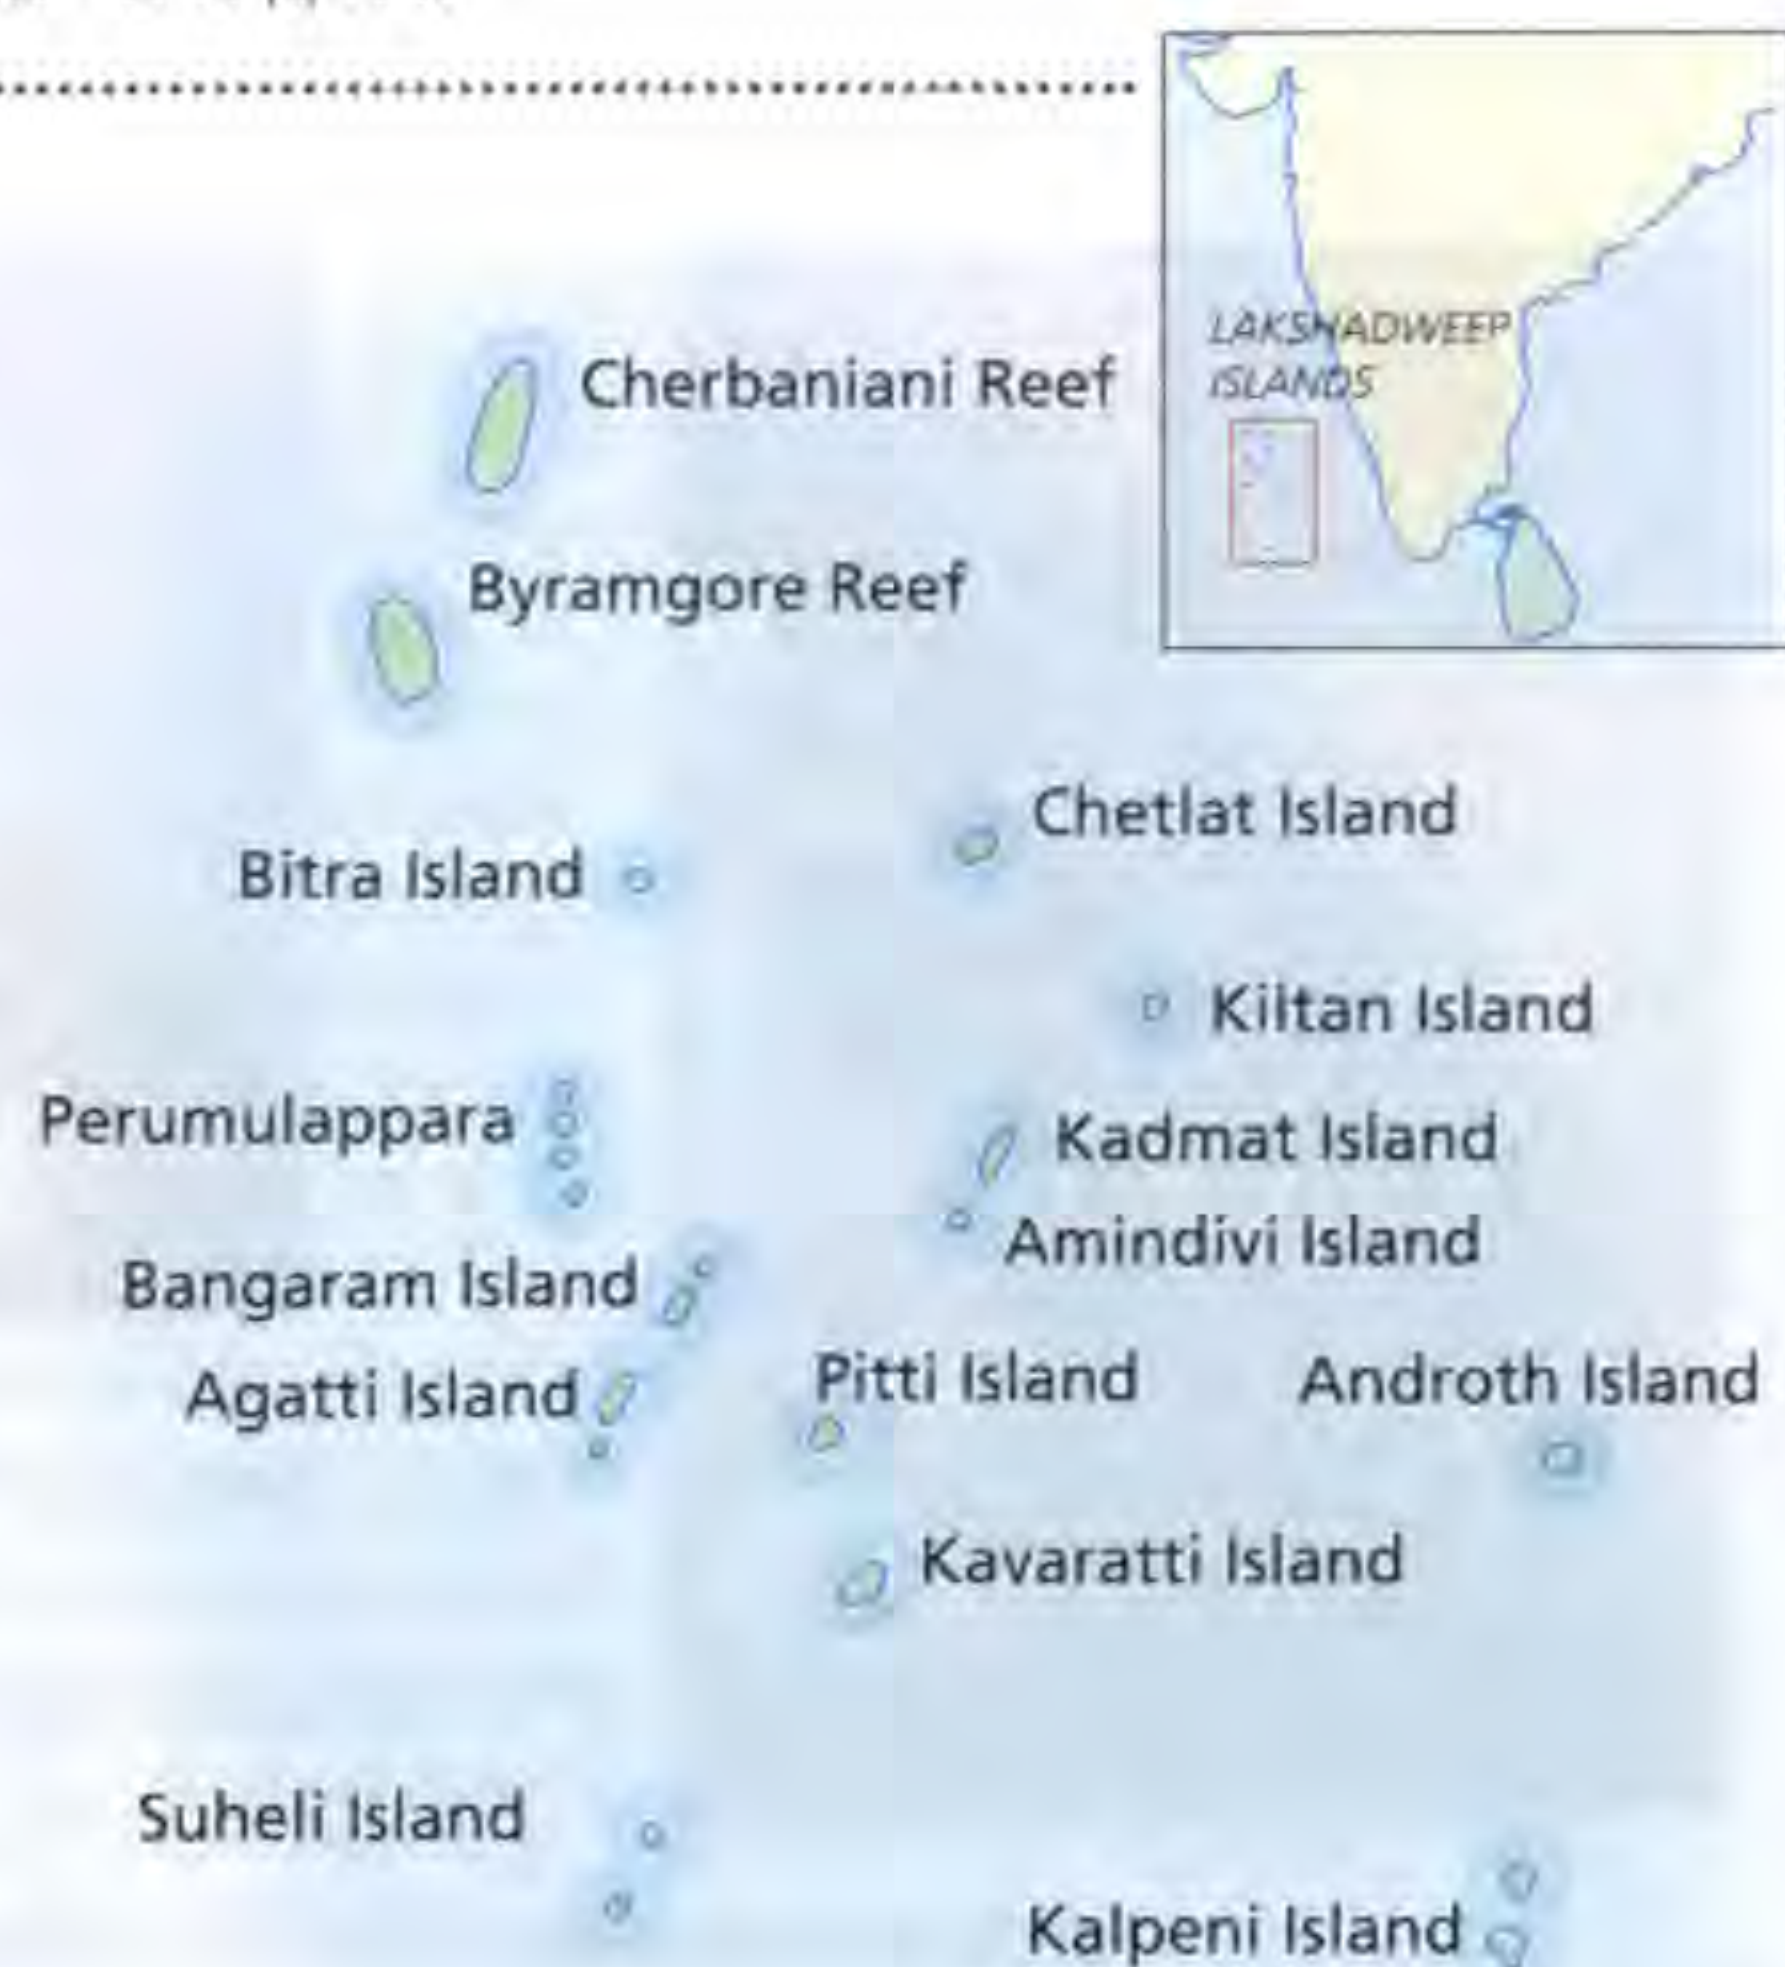 LAKSHADWEEP
ISLANDS
Cherbaniani Reef
Byramgore Reef
Chetlat Island
Bitra Island
Kiltan Island
Perumulappara
Kadmat Island
Amindivi Island
Bangaram Island
Agatti Island
Pitti Island
Androth Island
Kavaratti Island
Suheli Island
Kalpeni Island